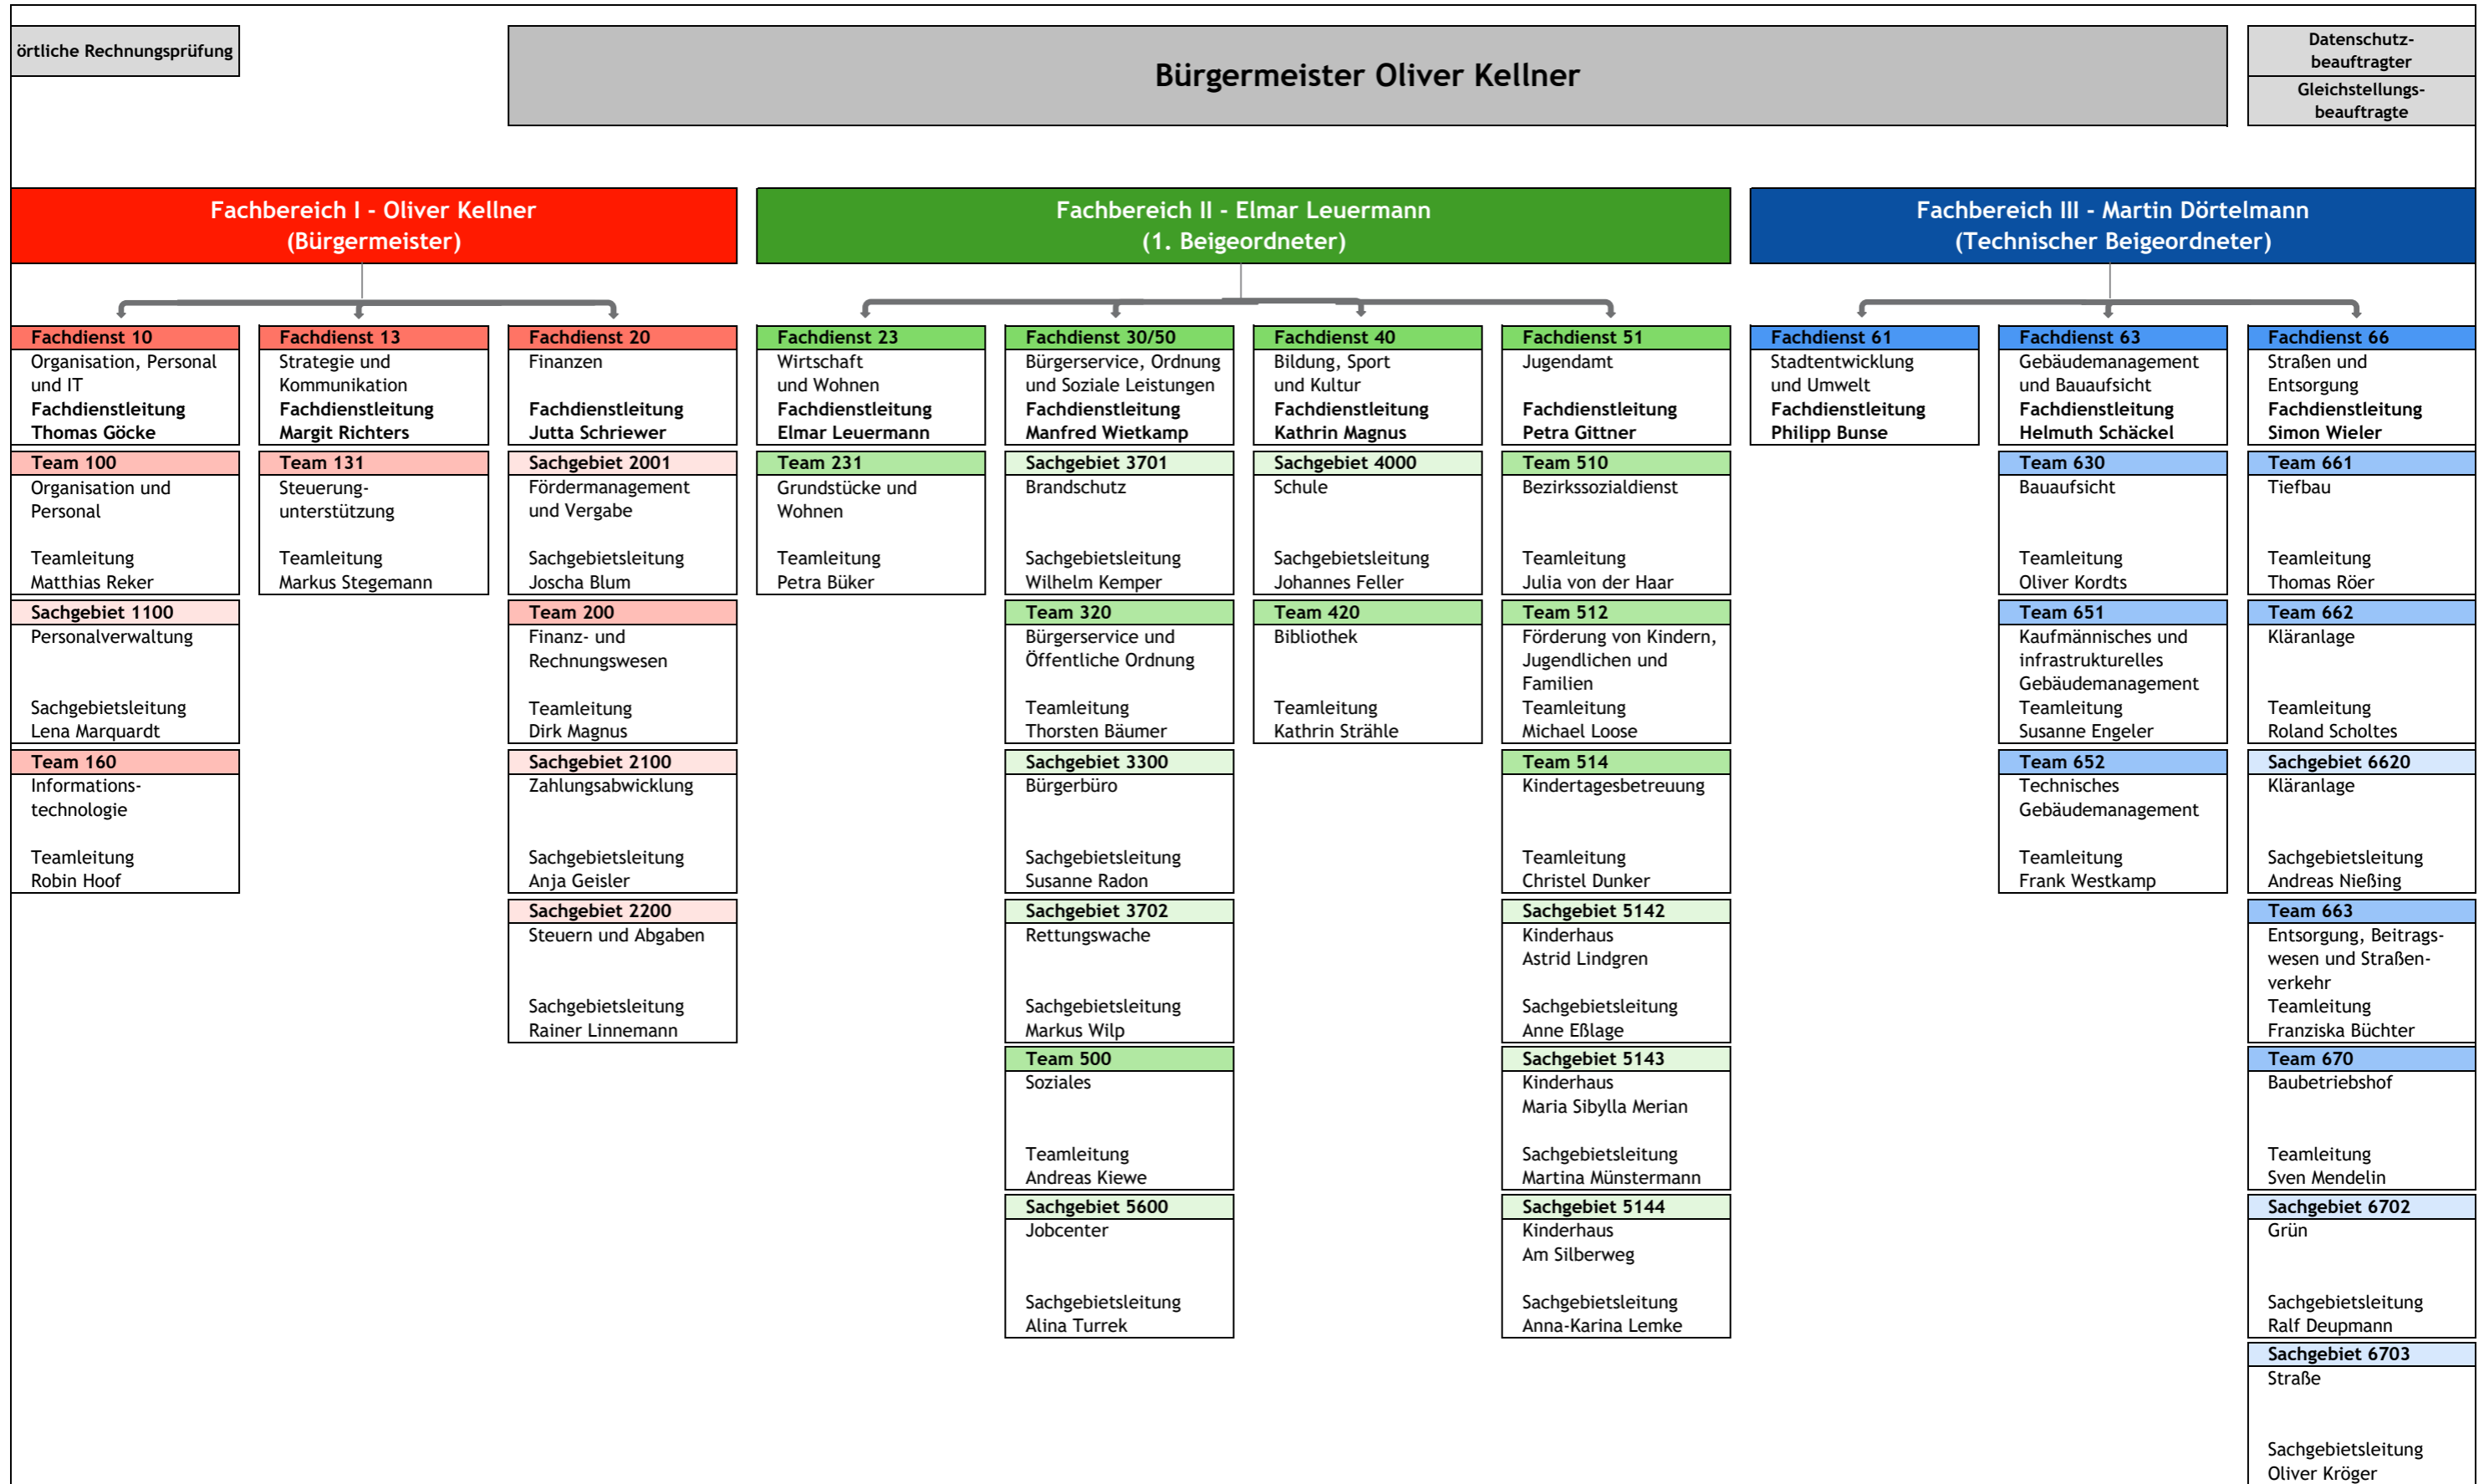 örtliche Rechnungsprüfung
Bürgermeister Oliver Kellner
Datenschutz-
beauftragter
Gleichstellungs-
beauftragte
Fachbereich I - Oliver Kellner
(Bürgermeister)
Fachbereich II - Elmar Leuermann
(1. Beigeordneter)
Fachbereich III - Martin Dörtelmann
(Technischer Beigeordneter)
Fachdienst 10
Organisation, Personal
und IT
Fachdienstleitung
Thomas Göcke
Team 100
Organisation und
Personal
Teamleitung
Matthias Reker
Sachgebiet 1100
Personalverwaltung
Sachgebietsleitung
Lena Marquardt
Team 160
Informations-
technologie
Teamleitung
Robin Hoof
Fachdienst 13
Strategie und
Kommunikation
Fachdienstleitung
Margit Richters
Team 131
Steuerung-
unterstützung
Teamleitung
Markus Stegemann
Fachdienst 20
Finanzen
Fachdienstleitung
Jutta Schriewer
Sachgebiet 2001
Fördermanagement
und Vergabe
Sachgebietsleitung
Joscha Blum
Team 200
Finanz- und
Rechnungswesen
Teamleitung
Dirk Magnus
Sachgebiet 2100
Zahlungsabwicklung
Sachgebietsleitung
Anja Geisler
Sachgebiet 2200
Steuern und Abgaben
Sachgebietsleitung
Rainer Linnemann
Fachdienst 23
Wirtschaft
und Wohnen
Fachdienstleitung
Elmar Leuermann
Team 231
Grundstücke und
Wohnen
Teamleitung
Petra Büker
Fachdienst 30/50
Bürgerservice, Ordnung
und Soziale Leistungen
Fachdienstleitung
Manfred Wietkamp
Sachgebiet 3701
Brandschutz
Sachgebietsleitung
Wilhelm Kemper
Team 320
Bürgerservice und
Öffentliche Ordnung
Teamleitung
Thorsten Bäumer
Sachgebiet 3300
Bürgerbüro
Sachgebietsleitung
Susanne Radon
Sachgebiet 3702
Rettungswache
Sachgebietsleitung
Markus Wilp
Team 500
Soziales
Teamleitung
Andreas Kiewe
Sachgebiet 5600
Jobcenter
Sachgebietsleitung
Alina Turrek
Fachdienst 40
Bildung, Sport
und Kultur
Fachdienstleitung
Kathrin Magnus
Sachgebiet 4000
Schule
Sachgebietsleitung
Johannes Feller
Team 420
Bibliothek
Teamleitung
Kathrin Strähle
Fachdienst 51
Jugendamt
Fachdienstleitung
Petra Gittner
Team 510
Bezirkssozialdienst
Teamleitung
Julia von der Haar
Team 512
Förderung von Kindern,
Jugendlichen und
Familien
Teamleitung
Michael Loose
Team 514
Kindertagesbetreuung
Teamleitung
Christel Dunker
Sachgebiet 5142
Kinderhaus
Astrid Lindgren
Sachgebietsleitung
Anne Eßlage
Sachgebiet 5143
Kinderhaus
Maria Sibylla Merian
Sachgebietsleitung
Martina Münstermann
Sachgebiet 5144
Kinderhaus
Am Silberweg
Sachgebietsleitung
Anna-Karina Lemke
Fachdienst 61
Stadtentwicklung
und Umwelt
Fachdienstleitung
Philipp Bunse
Fachdienst 63
Gebäudemanagement
und Bauaufsicht
Fachdienstleitung
Helmuth Schäckel
Team 630
Bauaufsicht
Teamleitung
Oliver Kordts
Team 651
Kaufmännisches und
infrastrukturelles
Gebäudemanagement
Teamleitung
Susanne Engeler
Team 652
Technisches
Gebäudemanagement
Teamleitung
Frank Westkamp
Fachdienst 66
Straßen und
Entsorgung
Fachdienstleitung
Simon Wieler
Team 661
Tiefbau
Teamleitung
Thomas Röer
Team 662
Kläranlage
Teamleitung
Roland Scholtes
Sachgebiet 6620
Kläranlage
Sachgebietsleitung
Andreas Nießing
Team 663
Entsorgung, Beitrags-
wesen und Straßen-
verkehr
Teamleitung
Franziska Büchter
Team 670
Baubetriebshof
Teamleitung
Sven Mendelin
Sachgebiet 6702
Grün
Sachgebietsleitung
Ralf Deupmann
Sachgebiet 6703
Straße
Sachgebietsleitung
Oliver Kröger